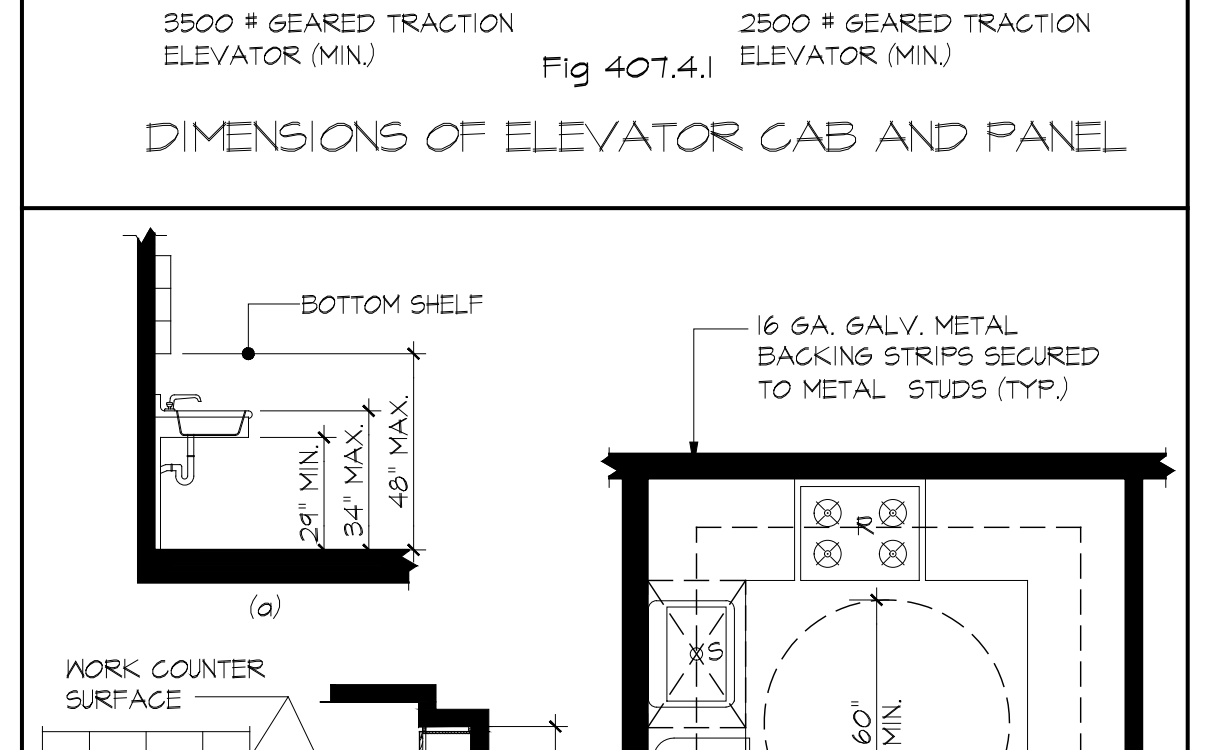 3500 # GEARED TRACTION
ELEVATOR (MIN.)
2500 # GEARED TRACTION
ELEVATOR (MIN.)
Fig 407.4.1
DIMENSIONS OF ELEVATOR CAB AND PANEL
BOTTOM SHELF
29" MIN.
34" MAX.
48" MAX.
(a)
16 GA. GALV. METAL
BACKING STRIPS SECURED
TO METAL STUDS (TYP.)
R
S
60"
MIN.
WORK COUNTER
SURFACE